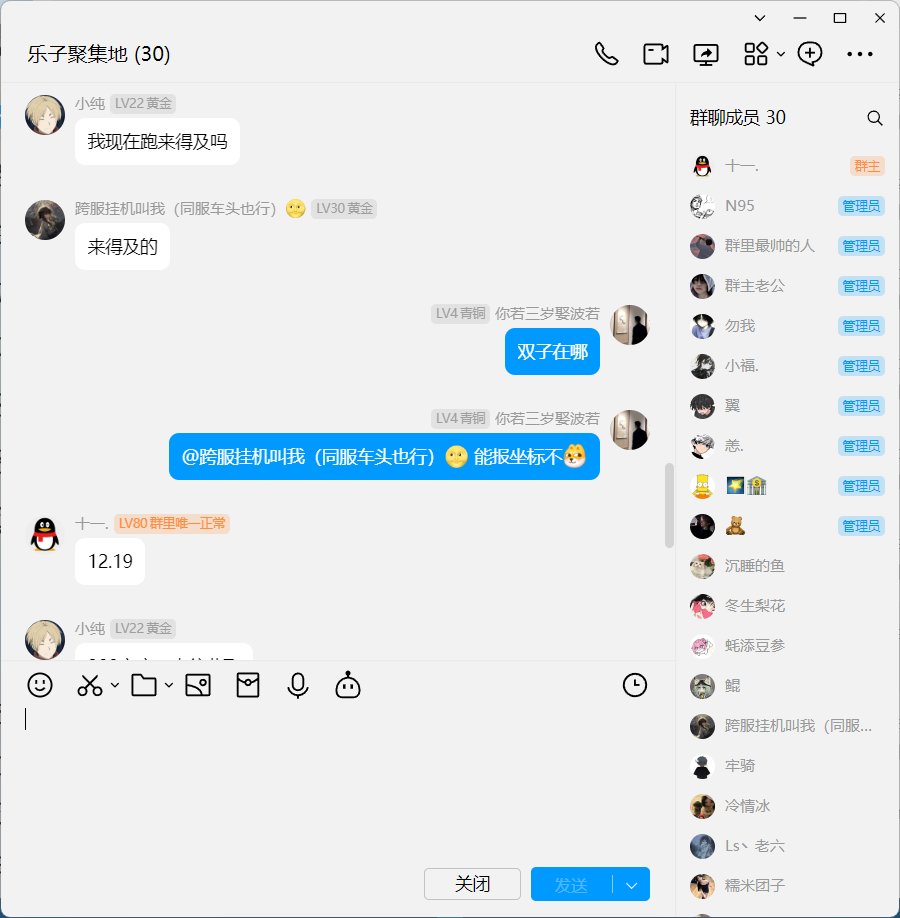 乐子聚集地 (30)
小纯 LV22 黄金
我现在跑来得及吗
跨服挂机叫我（同服车头也行） LV30 黄金
来得及的
LV4 青铜 你若三岁娶波若
双子在哪
LV4 青铜 你若三岁娶波若
@跨服挂机叫我（同服车头也行） 能报坐标不
十一. LV80 群里唯一正常
12.19
小纯 LV22 黄金
关闭
发送
群聊成员 30
十一. 群主
N95 管理员
群里最帅的人 管理员
群主老公 管理员
勿我 管理员
小福. 管理员
翼 管理员
恙. 管理员
管理员
管理员
沉睡的鱼
冬生梨花
蚝添豆参
鲲
跨服挂机叫我（同服...
牢骑
冷情冰
Ls丶老六
糯米团子